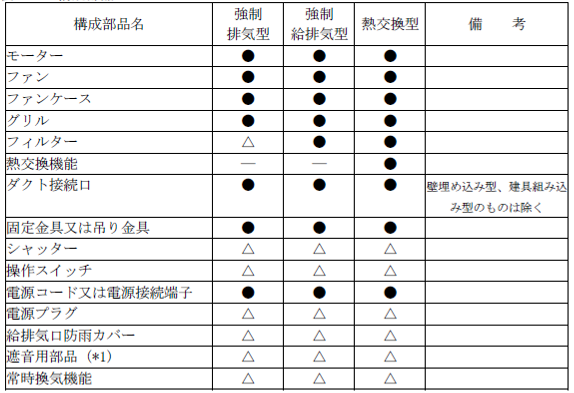 構成部品名 強制排気型 強制給排気型 熱交換型 備 考
モーター ● ● ●
ファン ● ● ●
ファンケース ● ● ●
グリル ● ● ●
フィルター △ ● ●
熱交換機能 ― ― ●
ダクト接続口 ● ● ● 壁埋め込み型、建具組み込
み型のものは除く
固定金具又は吊り金具 ● ● ●
シャッター △ △ △
操作スイッチ △ △ △
電源コード又は電源接続端子 ● ● ●
電源プラグ △ △ △
給排気口防雨カバー △ △ △
遮音用部品（*1） △ △ △
常時換気機能 △ △ △